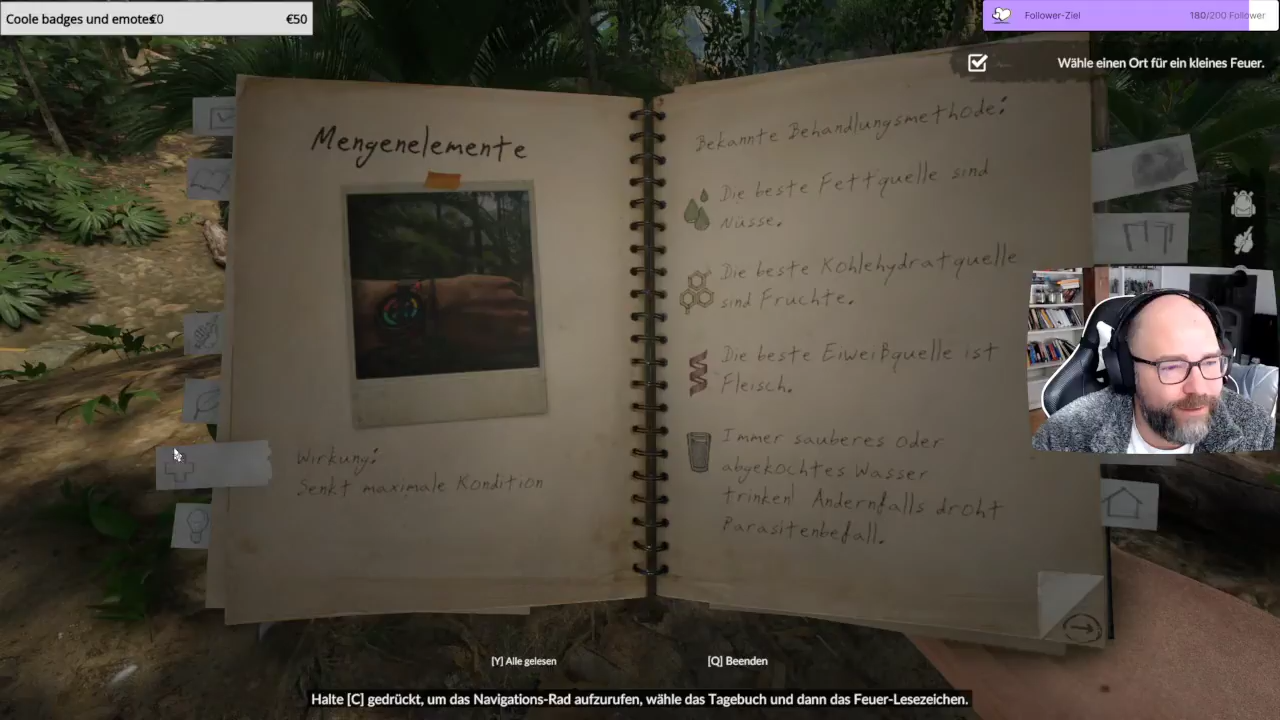 Coole badges und emotes €0 €50
Follower-Ziel 180/200 Follower
Wähle einen Ort für ein kleines Feuer.
Mengenelemente
Wirkung:
Senkt maximale Kondition
Bekannte Behandlungsmethode:
Die beste Fettquelle sind
Nüsse.
Die beste Kohlehydratquelle
sind Fruchte.
Die beste Eiweißquelle ist
Fleisch.
Immer sauberes oder
abgekochtes Wasser
trinken! Andernfalls droht
Parasitenbefall.
[Y] Alle gelesen [Q] Beenden
Halte [C] gedrückt, um das Navigations-Rad aufzurufen, wähle das Tagebuch und dann das Feuer-Lesezeichen.